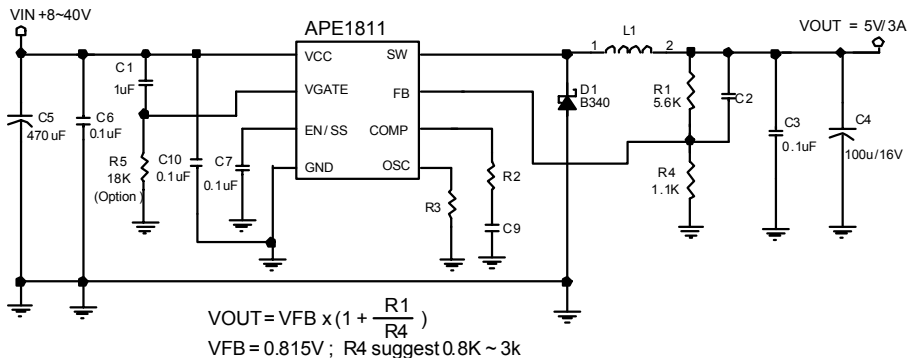 VIN +8~40V
APE1811
VOUT = 5V/3A
L1
1
2
VCC
SW
C1
1uF
VGATE
FB
D1
B340
R1
5.6K
C2
C5
470uF
C6
0.1uF
EN/SS
COMP
C3
0.1uF
C4
100u/16V
R5
18K
(Option)
C10
0.1uF
C7
0.1uF
GND
OSC
R2
R4
1.1K
R3
C9
VOUT = VFB x (1 + R1
R4 )
VFB = 0.815V ; R4 suggest 0.8K ~ 3k